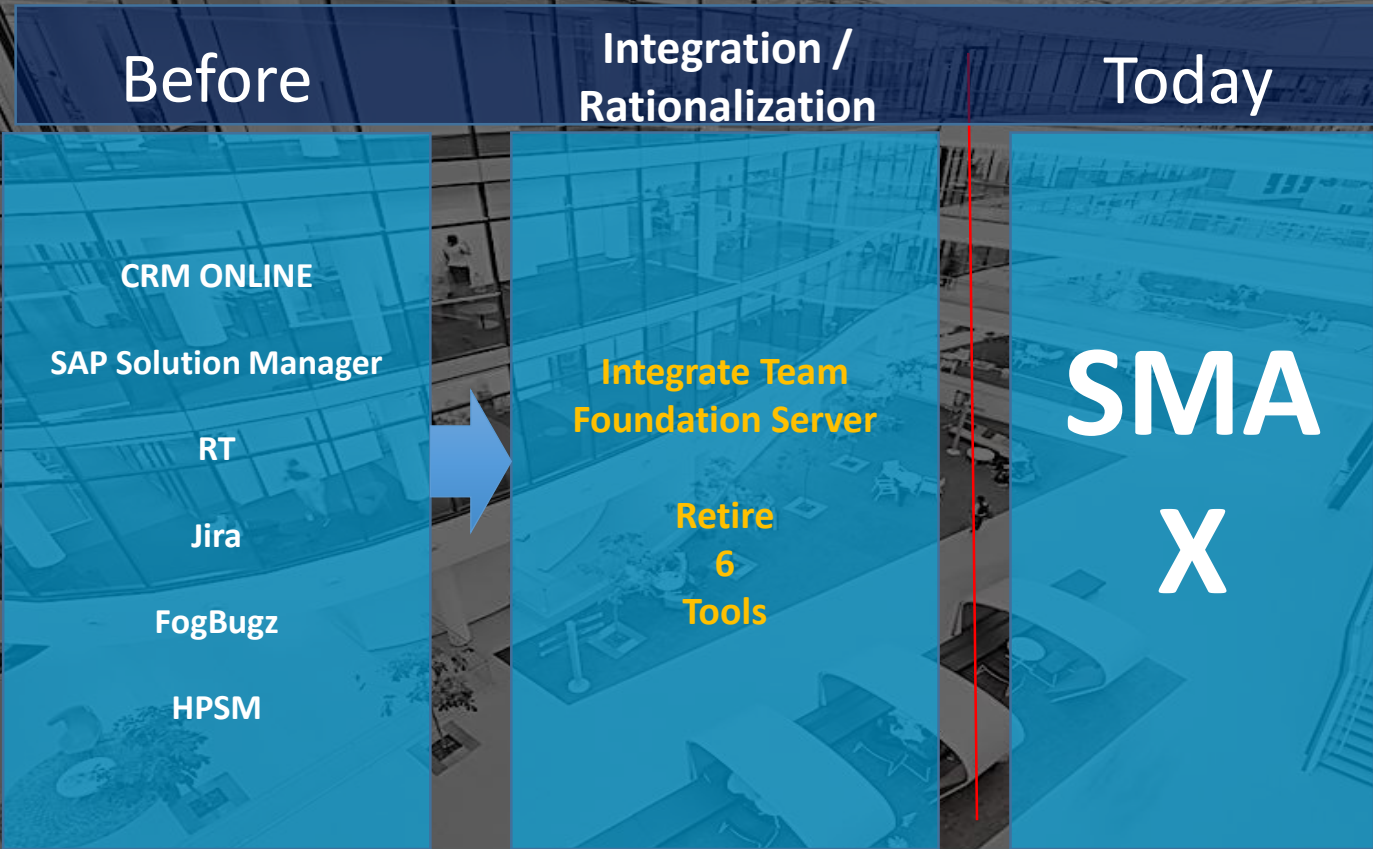 Before
Integration /
Rationalization
Today
CRM ONLINE
SAP Solution Manager
RT
Jira
FogBugz
HPSM
Integrate Team
Foundation Server
Retire
6
Tools
SMA
X